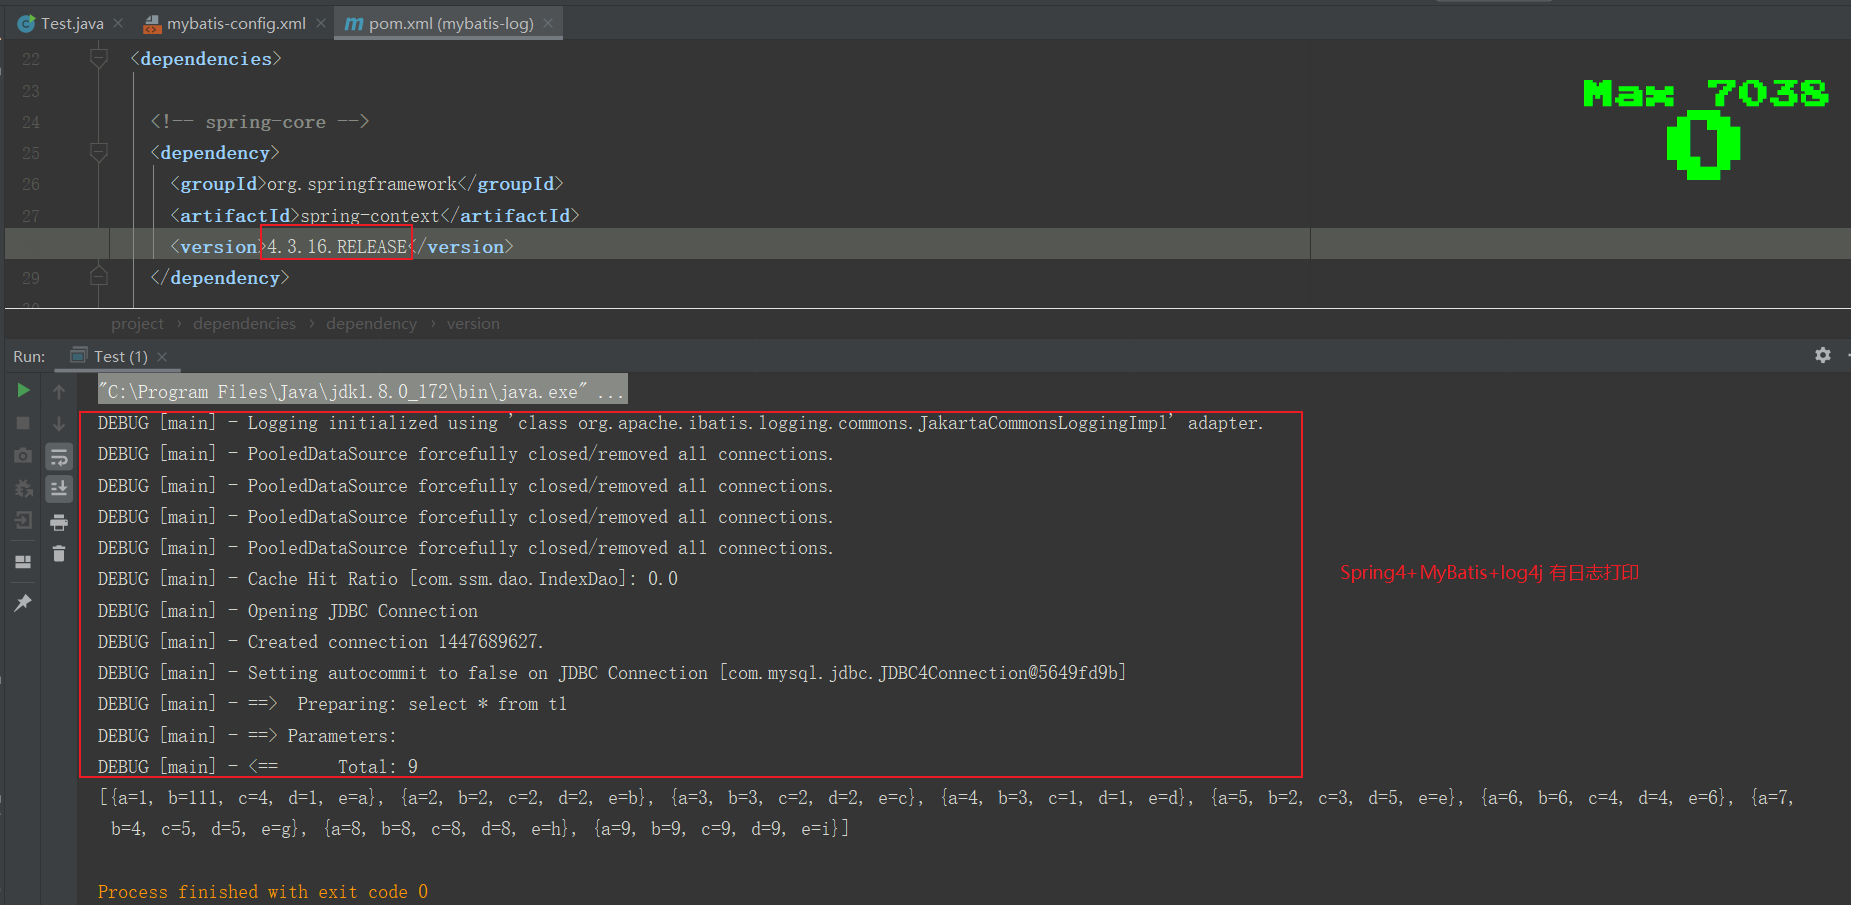 Test.java
mybatis-config.xml
pom.xml (mybatis-log)
22 <dependencies>
23
24 <!-- spring-core -->
25 <dependency>
26 <groupId>org.springframework</groupId>
27 <artifactId>spring-context</artifactId>
<version>4.3.16.RELEASE</version>
29 </dependency>
30
Max 7038
0
project › dependencies › dependency › version
Run: Test (1)
"C:\Program Files\Java\jdk1.8.0_172\bin\java.exe" ...
DEBUG [main] - Logging initialized using 'class org.apache.ibatis.logging.commons.JakartaCommonsLoggingImpl' adapter.
DEBUG [main] - PooledDataSource forcefully closed/removed all connections.
DEBUG [main] - PooledDataSource forcefully closed/removed all connections.
DEBUG [main] - PooledDataSource forcefully closed/removed all connections.
DEBUG [main] - PooledDataSource forcefully closed/removed all connections.
DEBUG [main] - Cache Hit Ratio [com.ssm.dao.IndexDao]: 0.0
DEBUG [main] - Opening JDBC Connection
DEBUG [main] - Created connection 1447689627.
DEBUG [main] - Setting autocommit to false on JDBC Connection [com.mysql.jdbc.JDBC4Connection@5649fd9b]
DEBUG [main] - ==>  Preparing: select * from t1
DEBUG [main] - ==> Parameters:
DEBUG [main] - <==      Total: 9
Spring4+MyBatis+log4j 有日志打印
[{a=1, b=111, c=4, d=1, e=a}, {a=2, b=2, c=2, d=2, e=b}, {a=3, b=3, c=2, d=2, e=c}, {a=4, b=3, c=1, d=1, e=d}, {a=5, b=2, c=3, d=5, e=e}, {a=6, b=6, c=4, d=4, e=6}, {a=7,
b=4, c=5, d=5, e=g}, {a=8, b=8, c=8, d=8, e=h}, {a=9, b=9, c=9, d=9, e=i}]
Process finished with exit code 0